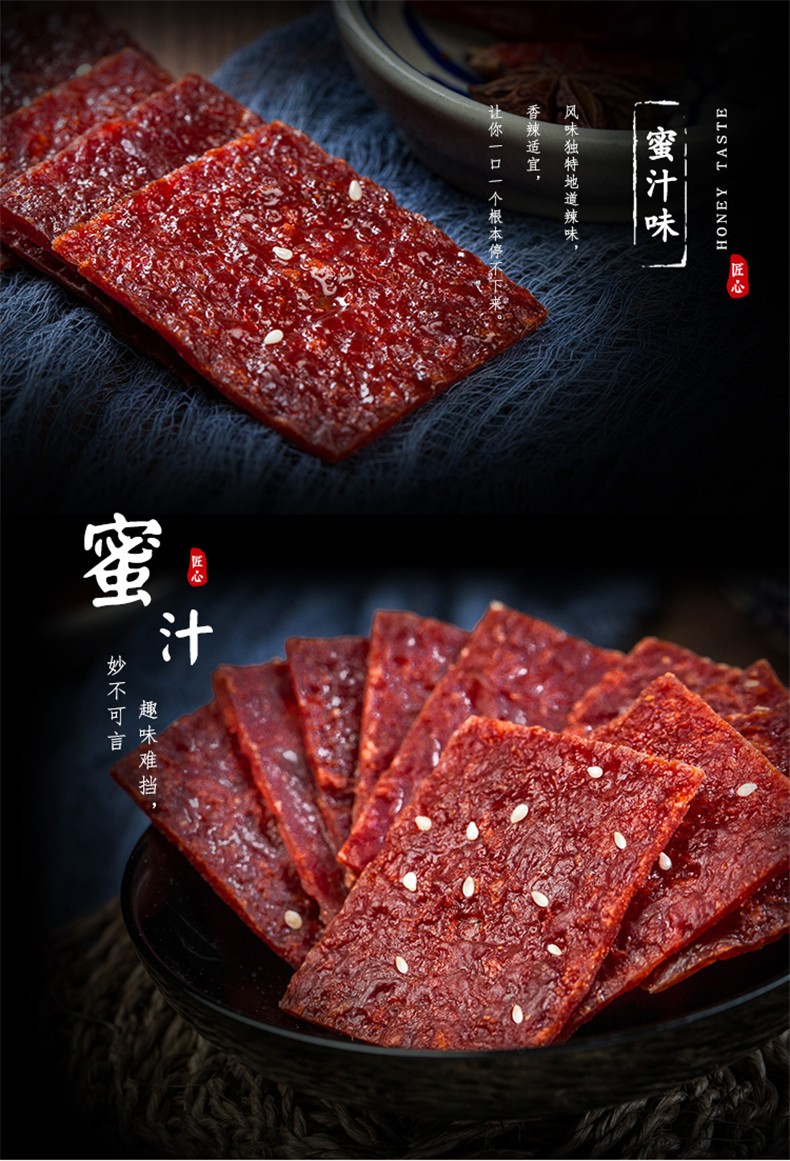 HONEY TASTE
匠心
蜜汁味
风味独特地道辣味，
香辣适宜，
让你一口一个根本停不下来。
蜜汁
匠心
趣味难挡，
妙不可言